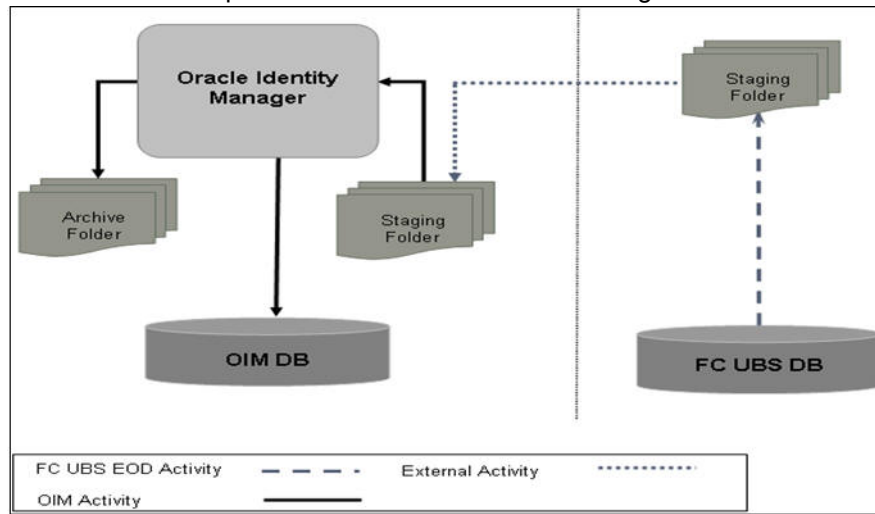 Oracle Identity
Manager
Staging
Folder
Archive
Folder
Staging
Folder
OIM DB
FC UBS DB
FC UBS EOD Activity
External Activity
OIM Activity